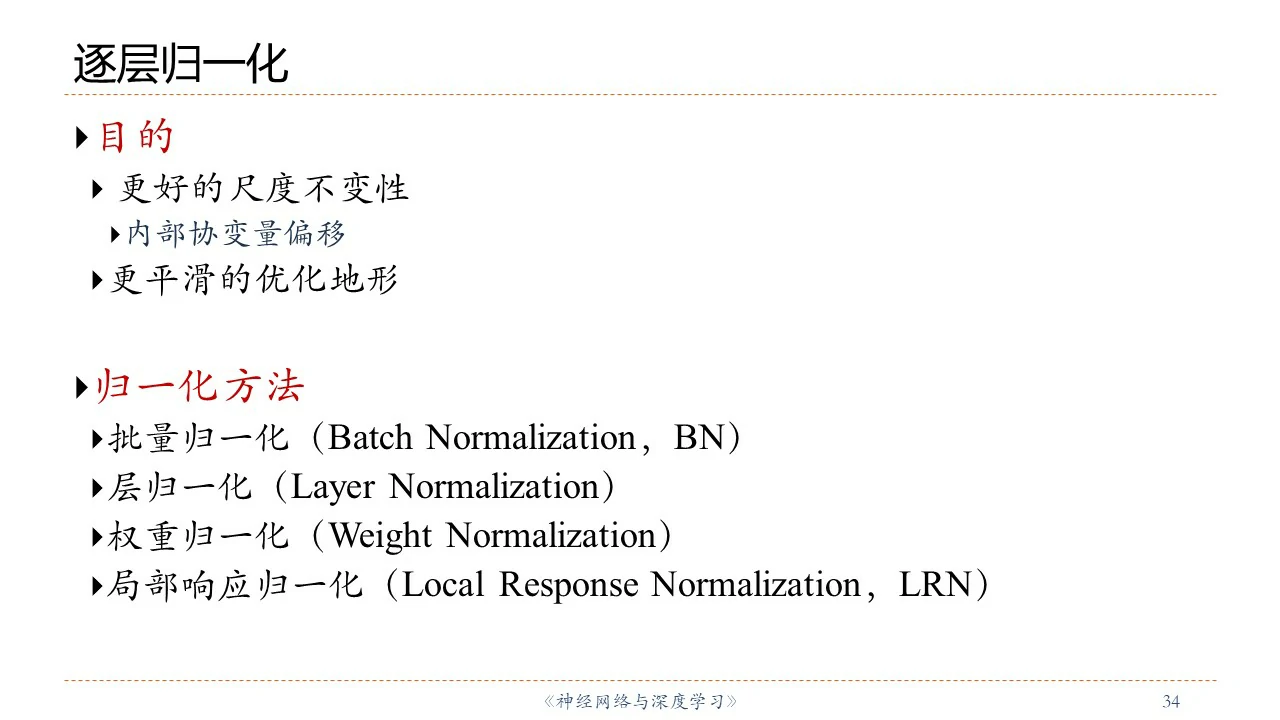 逐层归一化
目的
更好的尺度不变性
内部协变量偏移
更平滑的优化地形
归一化方法
批量归一化（Batch Normalization，BN）
层归一化（Layer Normalization）
权重归一化（Weight Normalization）
局部响应归一化（Local Response Normalization，LRN）
《神经网络与深度学习》
34